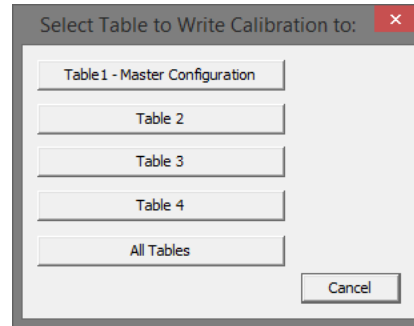 Select Table to Write Calibration to:
Table1 - Master Configuration
Table 2
Table 3
Table 4
All Tables
Cancel